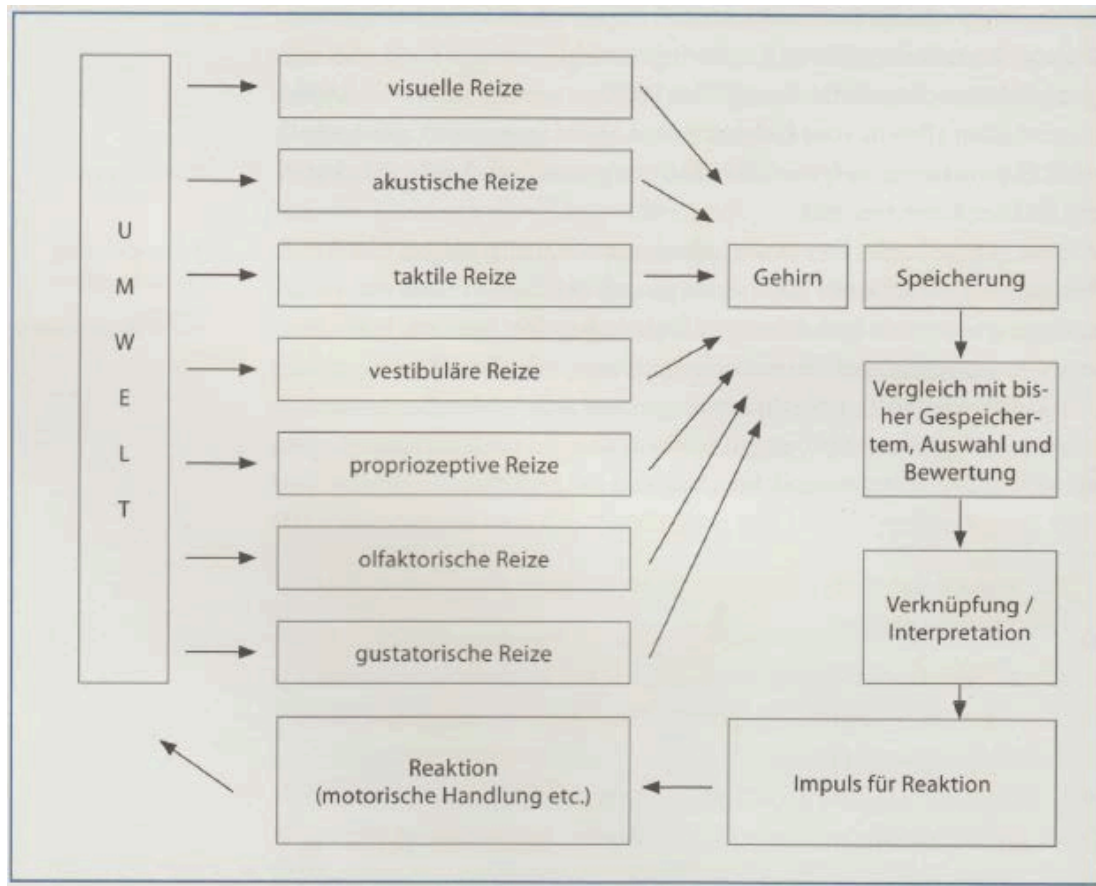 UMWELT
visuelle Reize
akustische Reize
taktile Reize
vestibuläre Reize
propriozeptive Reize
olfaktorische Reize
gustatorische Reize
Gehirn
Speicherung
Vergleich mit bis-
her Gespeicher-
tem, Auswahl und
Bewertung
Verknüpfung /
Interpretation
Impuls für Reaktion
Reaktion
(motorische Handlung etc.)